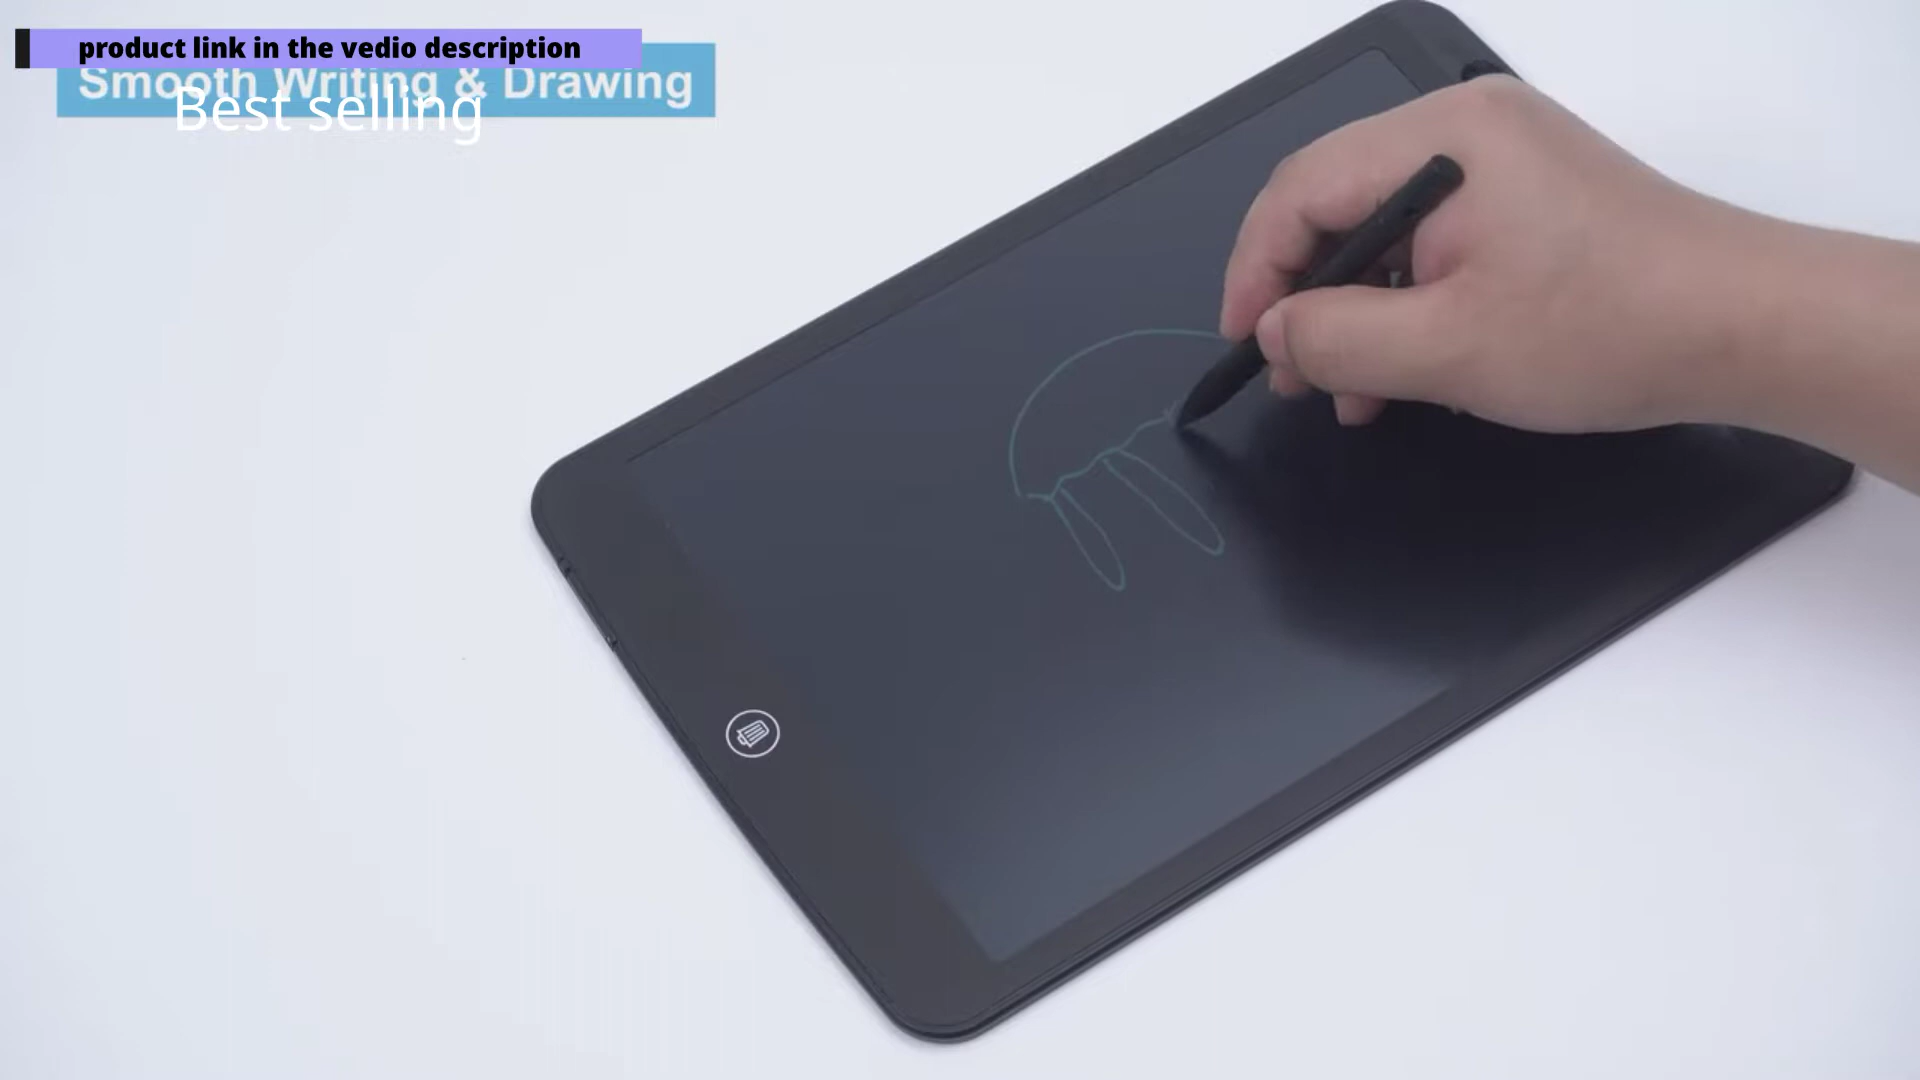 product link in the vedio description
Smooth Writing & Drawing
Best selling